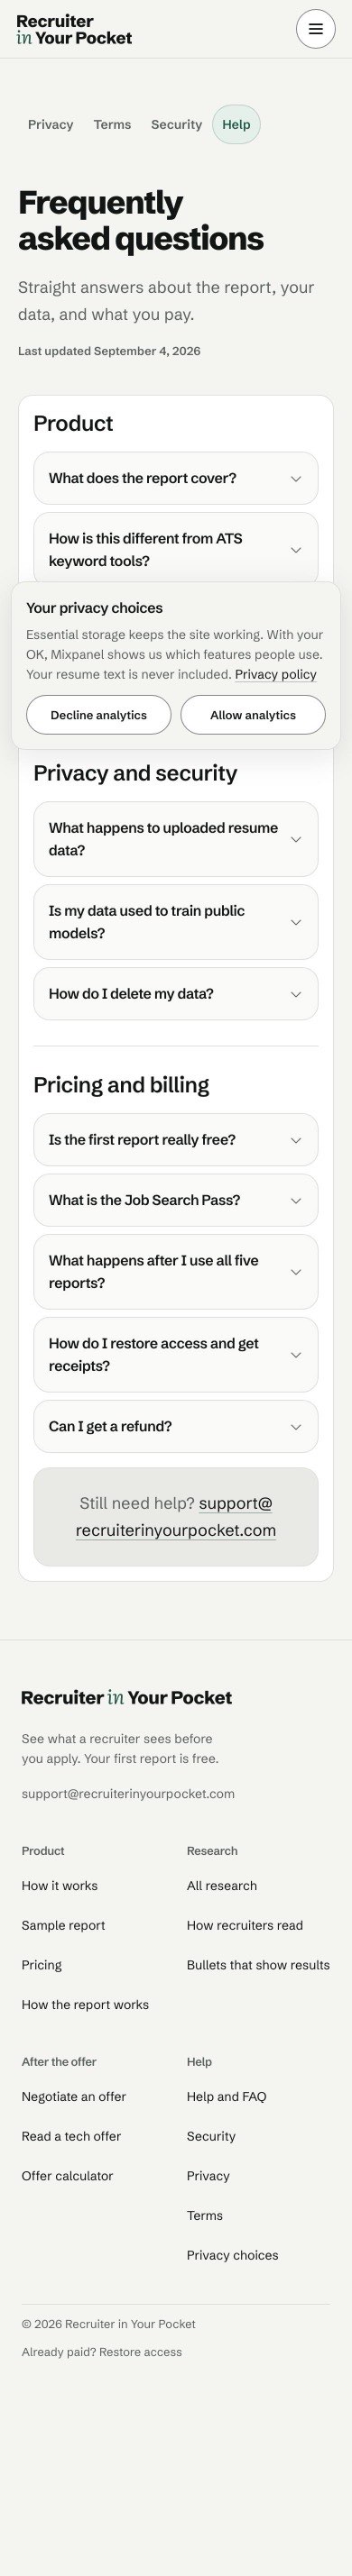 Recruiter
in Your Pocket
Privacy
Terms
Security
Help
Frequently
asked questions
Straight answers about the report, your
data, and what you pay.
Last updated September 4, 2026
Product
What does the report cover?
How is this different from ATS
keyword tools?
Your privacy choices
Essential storage keeps the site working. With your
OK, Mixpanel shows us which features people use.
Your resume text is never included. Privacy policy
Decline analytics
Allow analytics
Privacy and security
What happens to uploaded resume
data?
Is my data used to train public
models?
How do I delete my data?
Pricing and billing
Is the first report really free?
What is the Job Search Pass?
What happens after I use all five
reports?
How do I restore access and get
receipts?
Can I get a refund?
Still need help? support@
recruiterinyourpocket.com
Recruiter in Your Pocket
See what a recruiter sees before
you apply. Your first report is free.
support@recruiterinyourpocket.com
Product
How it works
Sample report
Pricing
How the report works
Research
All research
How recruiters read
Bullets that show results
After the offer
Negotiate an offer
Read a tech offer
Offer calculator
Help
Help and FAQ
Security
Privacy
Terms
Privacy choices
© 2026 Recruiter in Your Pocket
Already paid? Restore access